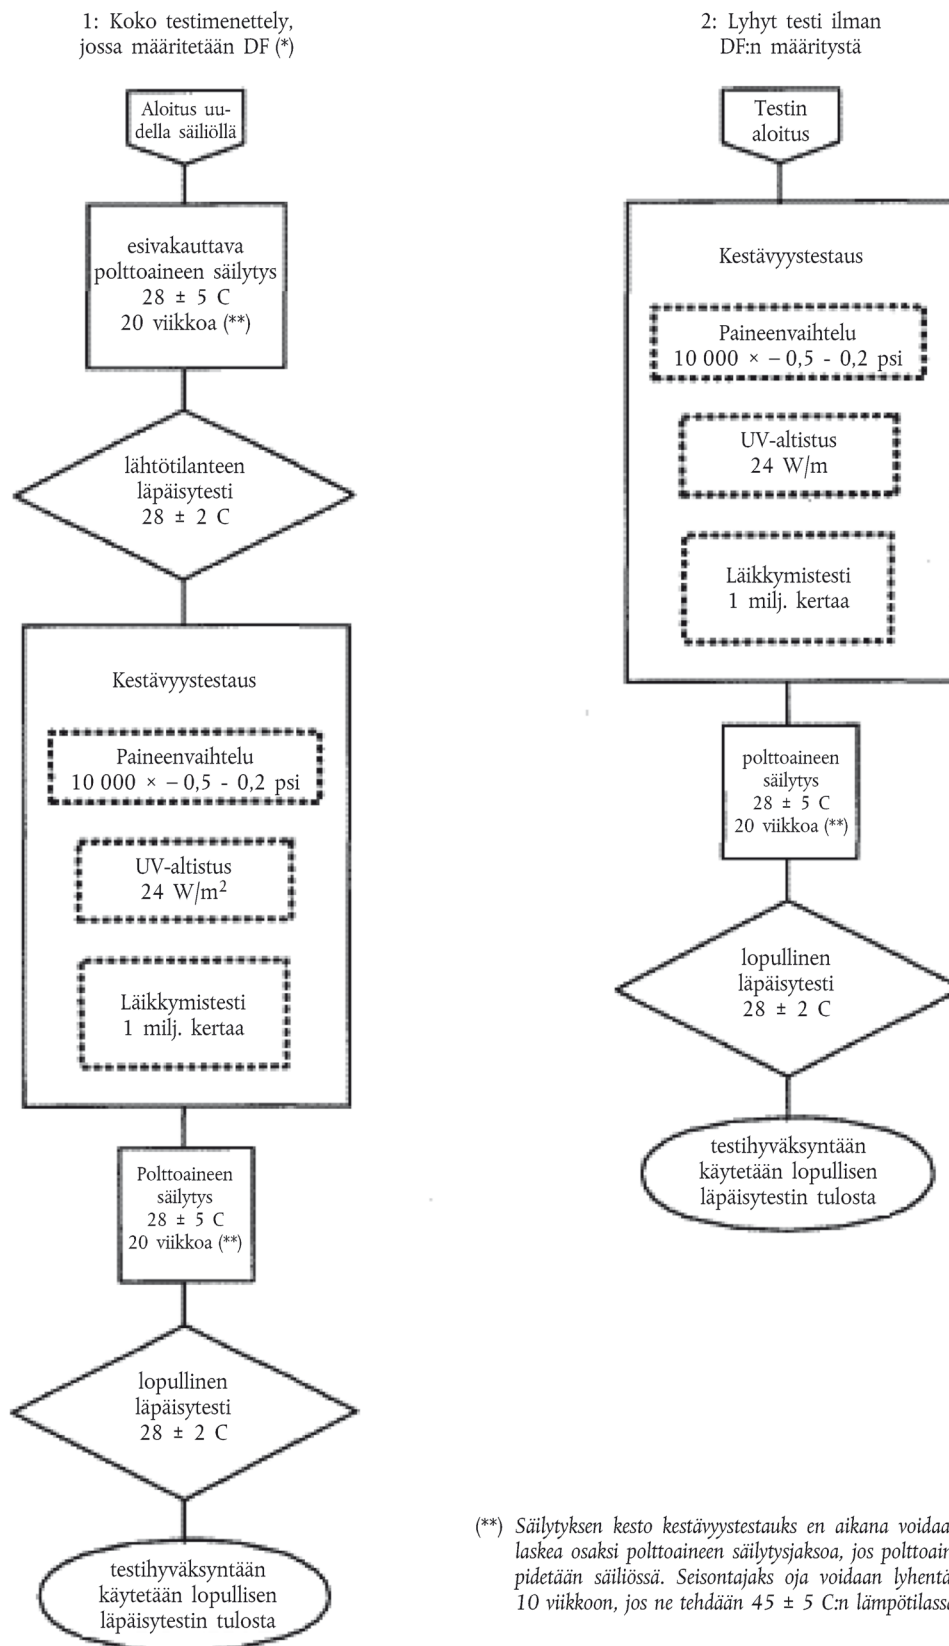 1: Koko testimenettely,
jossa määritetään DF (*)
Aloitus uu-
della säiliöllä
esivakauttava
polttoaineen säilytys
28 ± 5 C
20 viikkoa (**)
lähtötilanteen
läpäisytesti
28 ± 2 C
Kestävyystestaus
Paineenvaihtelu
10 000 × – 0,5 - 0,2 psi
UV-altistus
24 W/m²
Läikkymistesti
1 milj. kertaa
Polttoaineen
säilytys
28 ± 5 C
20 viikkoa (**)
lopullinen
läpäisytesti
28 ± 2 C
testihyväksyntään
käytetään lopullisen
läpäisytestin tulosta
2: Lyhyt testi ilman
DF:n määritystä
Testin
aloitus
Kestävyystestaus
Paineenvaihtelu
10 000 × – 0,5 - 0,2 psi
UV-altistus
24 W/m
Läikkymistesti
1 milj. kertaa
polttoaineen
säilytys
28 ± 5 C
20 viikkoa (**)
lopullinen
läpäisytesti
28 ± 2 C
testihyväksyntään
käytetään lopullisen
läpäisytestin tulosta
(**) Säilytyksen kesto kestävyystestauks en aikana voidaa
laskea osaksi polttoaineen säilytysjaksoa, jos polttoain
pidetään säiliössä. Seisontajaks oja voidaan lyhentä
10 viikkoon, jos ne tehdään 45 ± 5 C:n lämpötilass